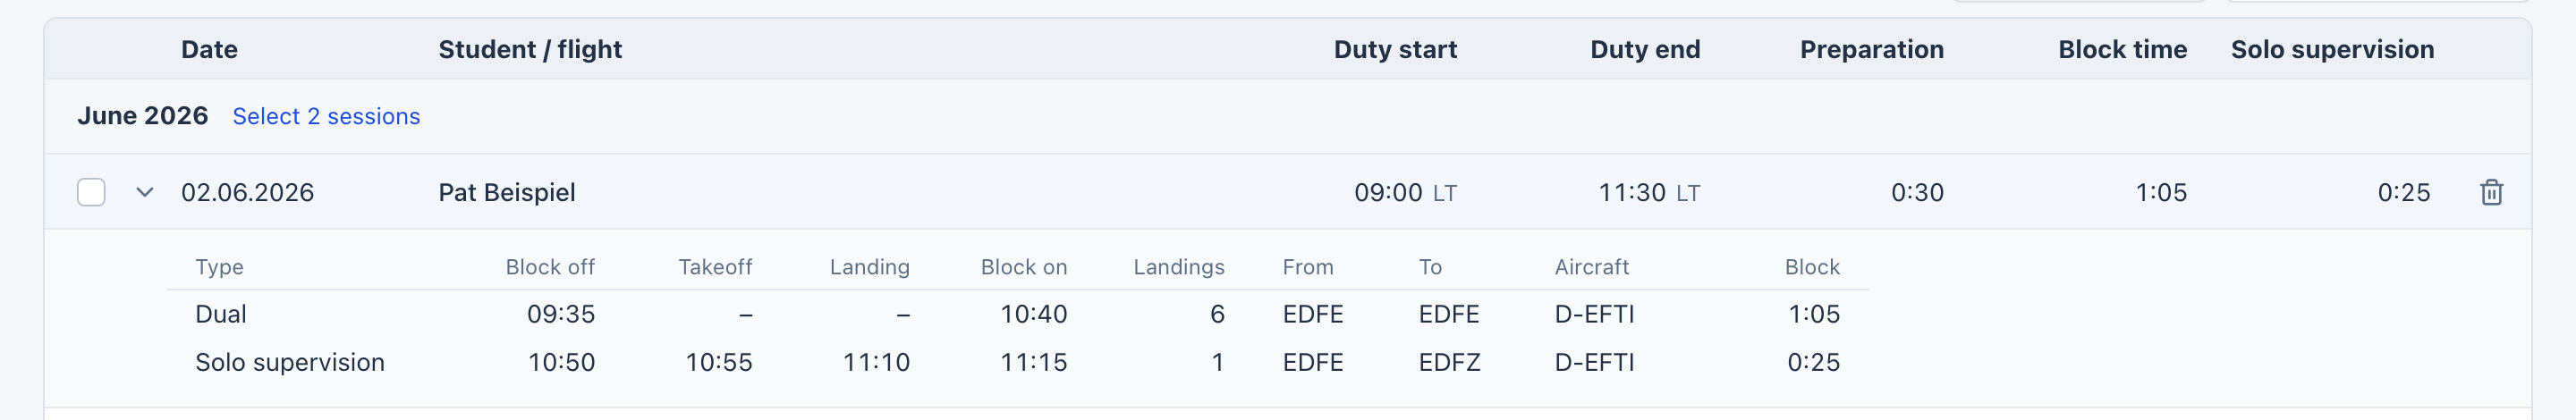 Date Student / flight Duty start Duty end Preparation Block time Solo supervision
June 2026 Select 2 sessions
02.06.2026 Pat Beispiel 09:00 LT 11:30 LT 0:30 1:05 0:25
Type Block off Takeoff Landing Block on Landings From To Aircraft Block
Dual 09:35 – – 10:40 6 EDFE EDFE D-EFTI 1:05
Solo supervision 10:50 10:55 11:10 11:15 1 EDFE EDFZ D-EFTI 0:25